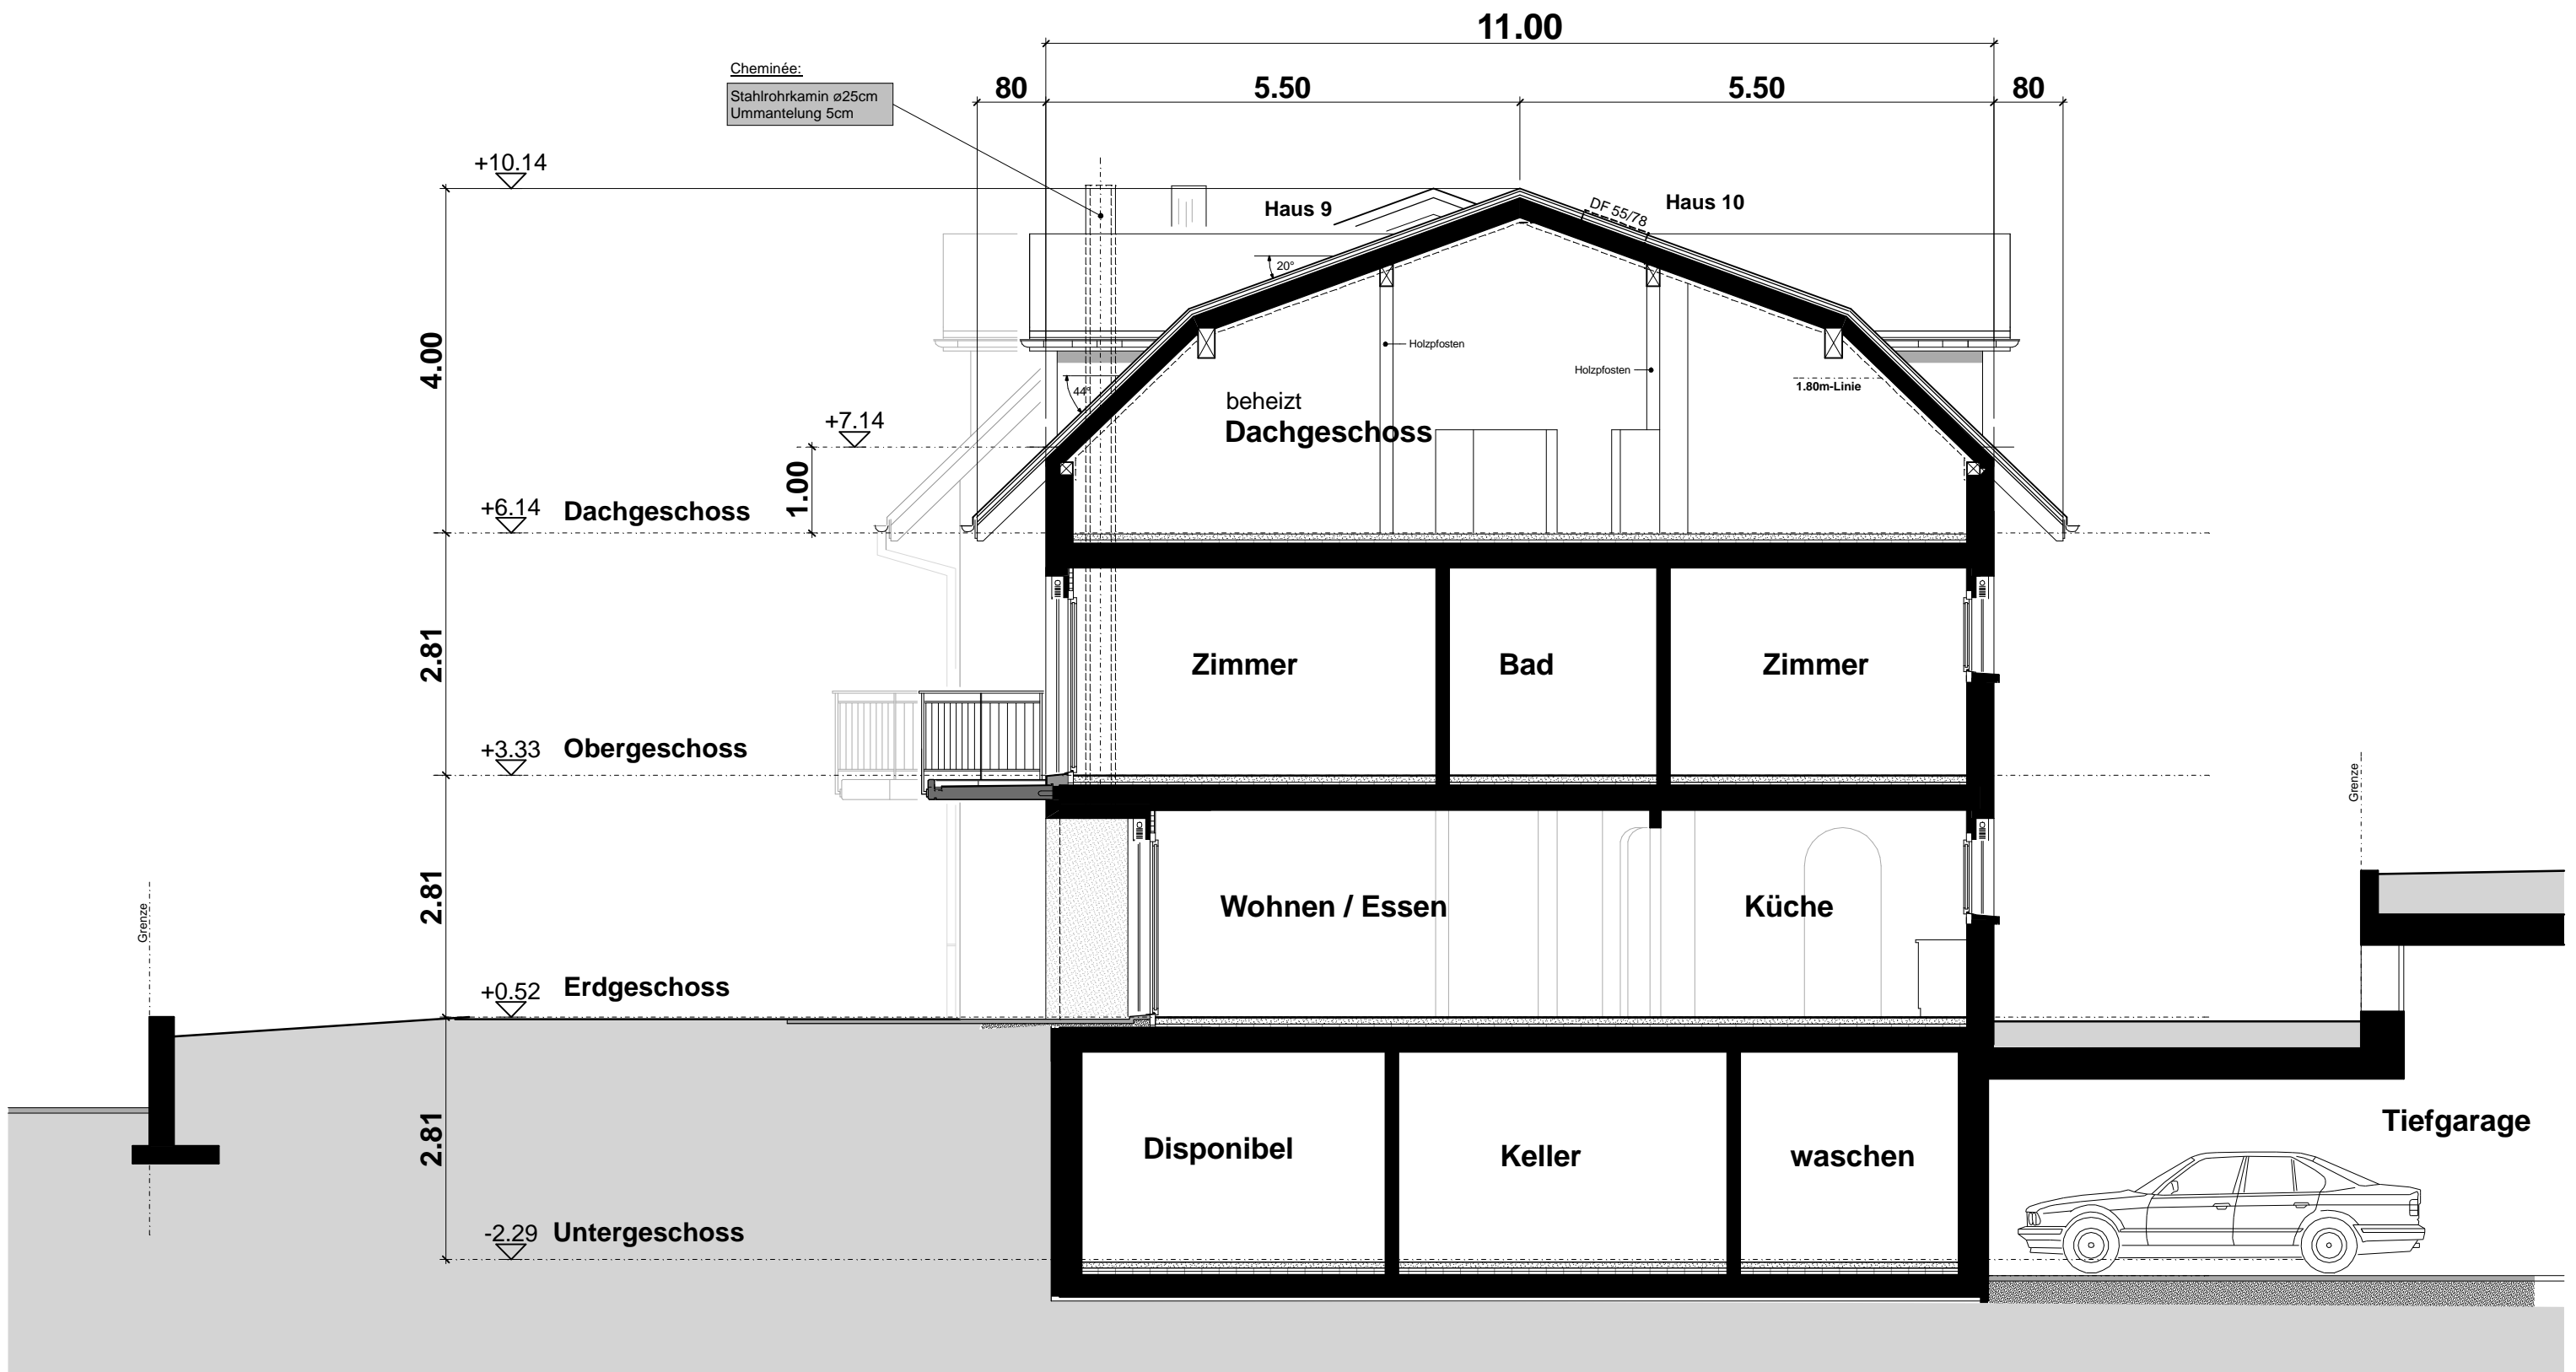 11.00
Cheminée:
Stahlrohrkamin ø25cm
Ummantelung 5cm
80
5.50
5.50
80
+10.14
Haus 9
DF 55/78
Haus 10
20°
4.00
Holzpfosten
Holzpfosten
1.80m-Linie
44°
beheizt
Dachgeschoss
+7.14
1.00
+6.14 Dachgeschoss
2.81
Zimmer
Bad
Zimmer
+3.33 Obergeschoss
Grenze
2.81
Wohnen / Essen
Küche
Grenze
+0.52 Erdgeschoss
2.81
Disponibel
Keller
waschen
Tiefgarage
-2.29 Untergeschoss